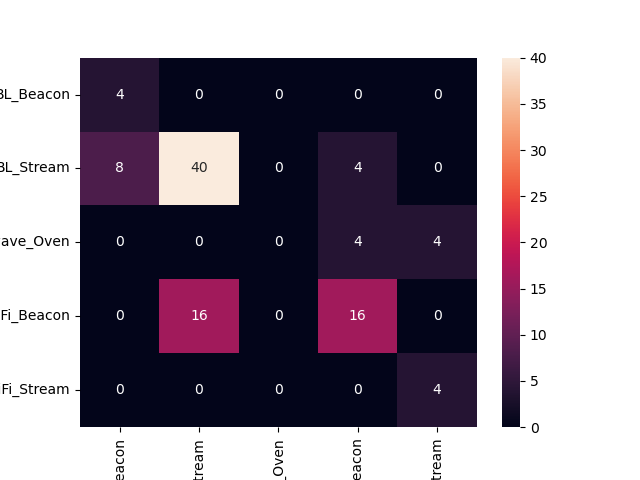 BL_Beacon 4 0 0 0 0
BL_Stream 8 40 0 4 0
ave_Oven 0 0 0 4 4
Fi_Beacon 0 16 0 16 0
Fi_Stream 0 0 0 0 4
eacon tream _Oven eacon tream
40
35
30
25
20
15
10
5
0